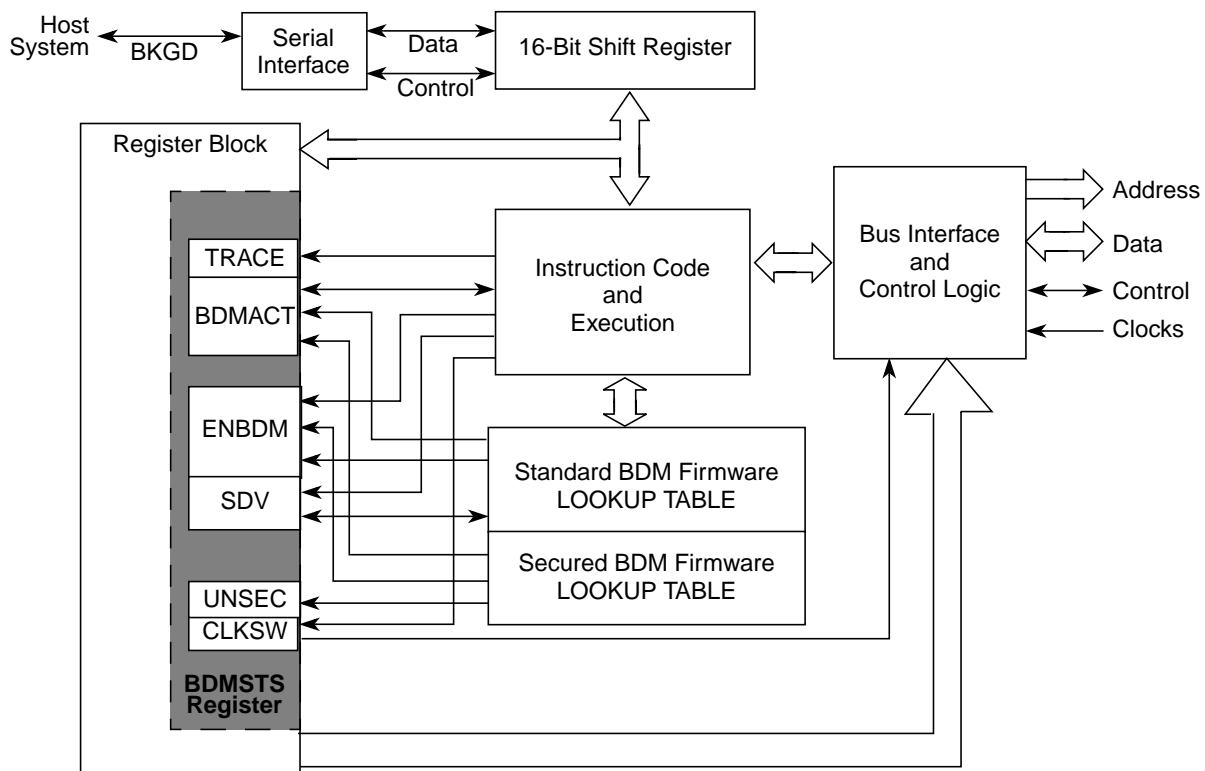 Host
System
BKGD
Serial
Interface
Data
Control
16-Bit Shift Register
Register Block
TRACE
BDMACT
ENBDM
SDV
UNSEC
CLKSW
BDMSTS
Register
Instruction Code
and
Execution
Standard BDM Firmware
LOOKUP TABLE
Secured BDM Firmware
LOOKUP TABLE
Bus Interface
and
Control Logic
Address
Data
Control
Clocks